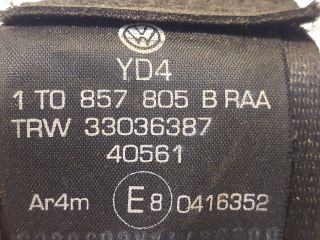 YD4
1 T0 857 805 B RAA
TRW 33036387
40561
Ar4m E8 0416352